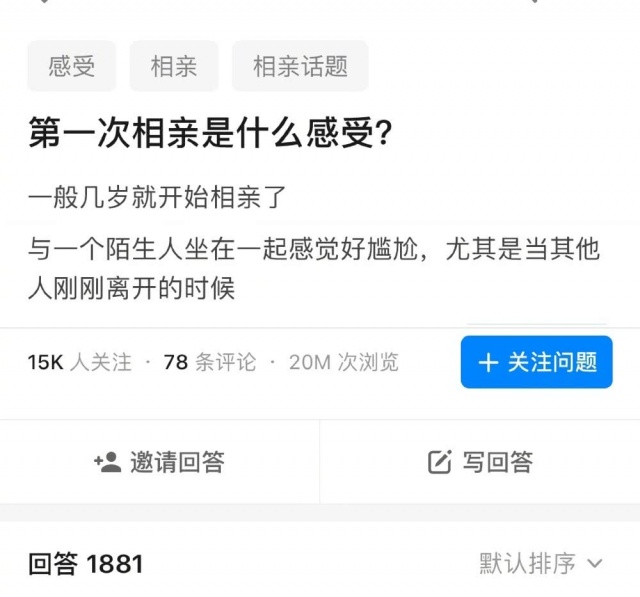 感受 相亲 相亲话题
第一次相亲是什么感受?
一般几岁就开始相亲了
与一个陌生人坐在一起感觉好尴尬，尤其是当其他
人刚刚离开的时候
15K 人关注 · 78 条评论 · 20M 次浏览 + 关注问题
邀请回答 写回答
回答 1881 默认排序